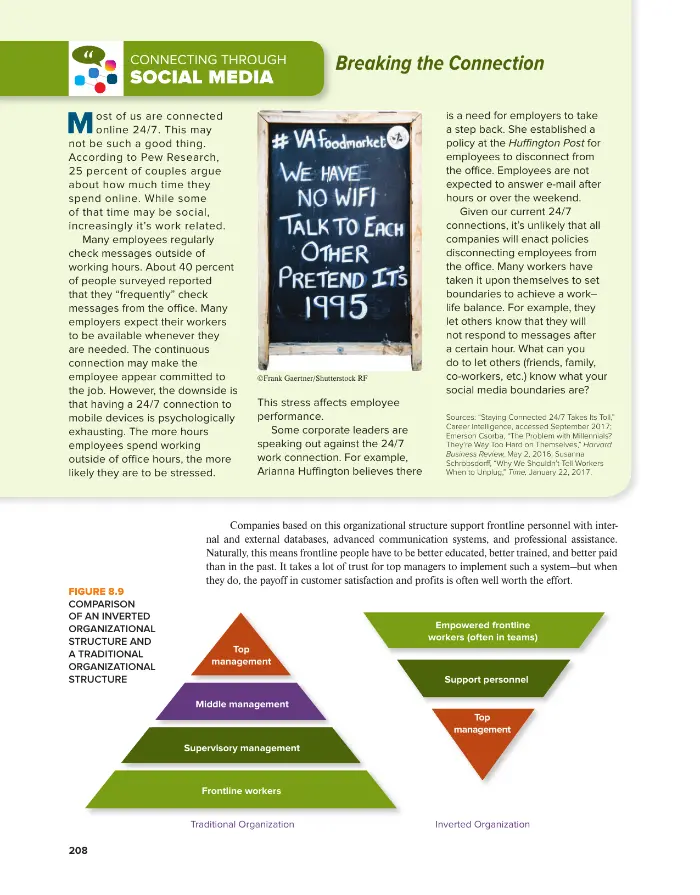 CONNECTING THROUGH
SOCIAL MEDIA
Breaking the Connection
Most of us are connected
online 24/7. This may
not be such a good thing.
According to Pew Research,
25 percent of couples argue
about how much time they
spend online. While some
of that time may be social,
increasingly it’s work related.
Many employees regularly
check messages outside of
working hours. About 40 percent
of people surveyed reported
that they “frequently” check
messages from the office. Many
employers expect their workers
to be available whenever they
are needed. The continuous
connection may make the
employee appear committed to
the job. However, the downside is
that having a 24/7 connection to
mobile devices is psychologically
exhausting. The more hours
employees spend working
outside of office hours, the more
likely they are to be stressed.
# VAfoodmarket
WE HAVE
NO WIFI
TALK TO EACH
OTHER
PRETEND IT'S
1995
©Frank Gaertner/Shutterstock RF
This stress affects employee
performance.
Some corporate leaders are
speaking out against the 24/7
work connection. For example,
Arianna Huffington believes there
is a need for employers to take
a step back. She established a
policy at the Huffington Post for
employees to disconnect from
the office. Employees are not
expected to answer e-mail after
hours or over the weekend.
Given our current 24/7
connections, it’s unlikely that all
companies will enact policies
disconnecting employees from
the office. Many workers have
taken it upon themselves to set
boundaries to achieve a work–
life balance. For example, they
let others know that they will
not respond to messages after
a certain hour. What can you
do to let others (friends, family,
co-workers, etc.) know what your
social media boundaries are?
Sources: “Staying Connected 24/7 Takes Its Toll,”
Career Intelligence, accessed September 2017;
Emerson Csorba, “The Problem with Millennials?
They’re Way Too Hard on Themselves,” Harvard
Business Review, May 2, 2016; Susanna
Schrobsdorff, “Why We Shouldn’t Tell Workers
When to Unplug,” Time, January 22, 2017.
Companies based on this organizational structure support frontline personnel with inter-
nal and external databases, advanced communication systems, and professional assistance.
Naturally, this means frontline people have to be better educated, better trained, and better paid
than in the past. It takes a lot of trust for top managers to implement such a system—but when
they do, the payoff in customer satisfaction and profits is often well worth the effort.
FIGURE 8.9
COMPARISON
OF AN INVERTED
ORGANIZATIONAL
STRUCTURE AND
A TRADITIONAL
ORGANIZATIONAL
STRUCTURE
Top
management
Middle management
Supervisory management
Frontline workers
Traditional Organization
Empowered frontline
workers (often in teams)
Support personnel
Top
management
Inverted Organization
208